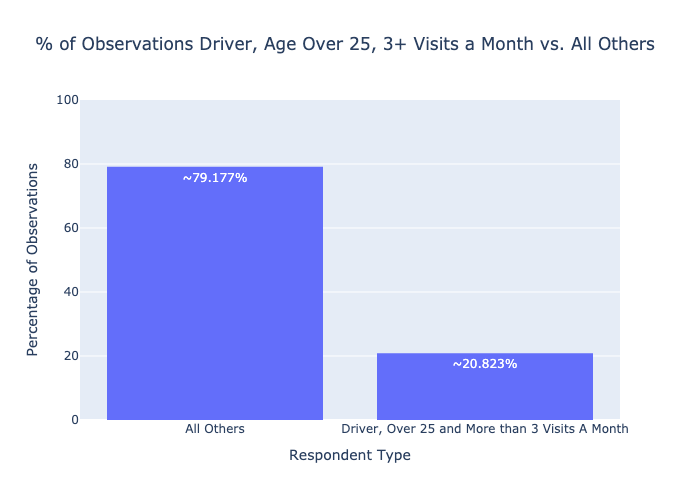 % of Observations Driver, Age Over 25, 3+ Visits a Month vs. All Others
100
80
60
40
20
0
Percentage of Observations
~79.177%
~20.823%
All Others
Driver, Over 25 and More than 3 Visits A Month
Respondent Type